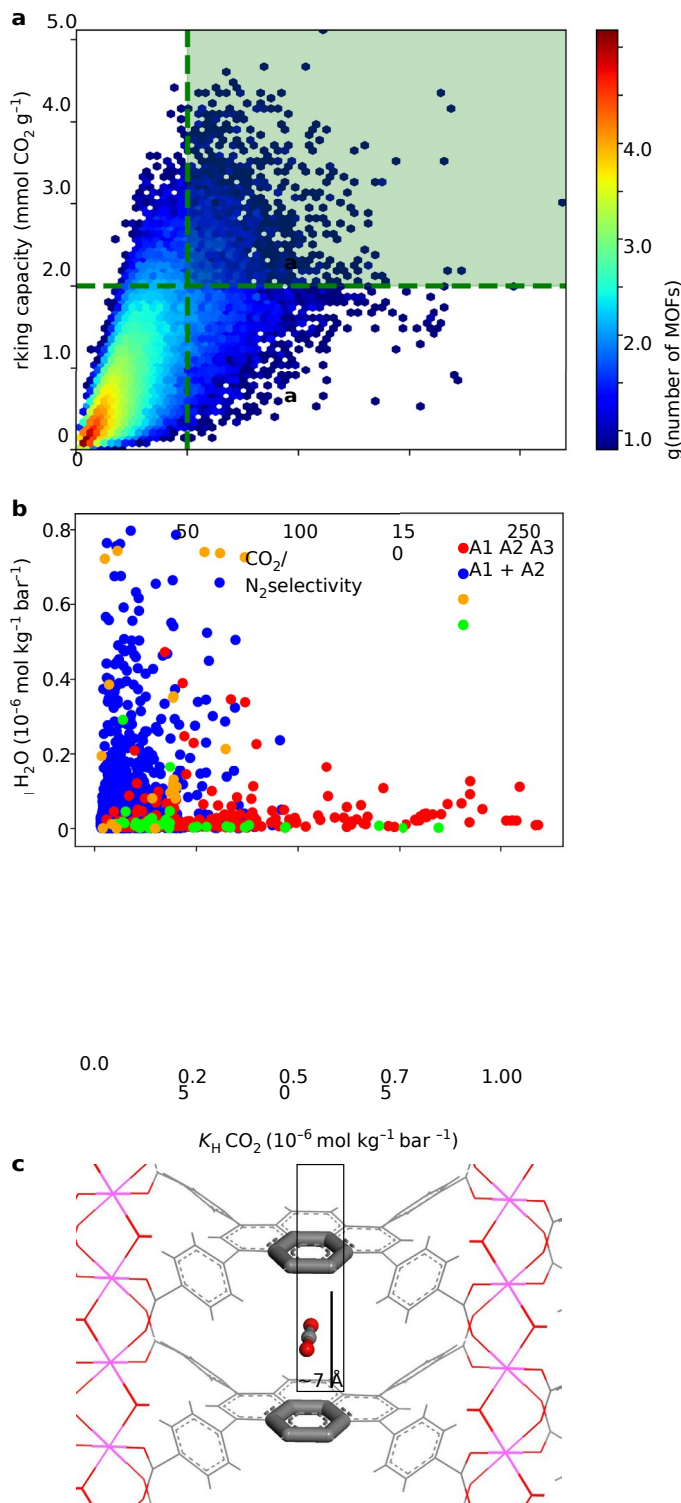 a
5.0
4.0
3.0
2.0
1.0
0
0
rking capacity (mmol CO₂ g⁻¹)
a
a
4.0
3.0
2.0
1.0
g(number of MOFs)
b
0.8
0.6
0.4
0.2
0
H₂O (10⁻⁶ mol kg⁻¹ bar⁻¹)
50
100
15
0
250
CO₂/
N₂selectivity
A1 A2 A3
A1 + A2
0.0
0.2
5
0.5
0
0.7
5
1.00
K_H CO₂ (10⁻⁶ mol kg⁻¹ bar ⁻¹)
c
~7 Å